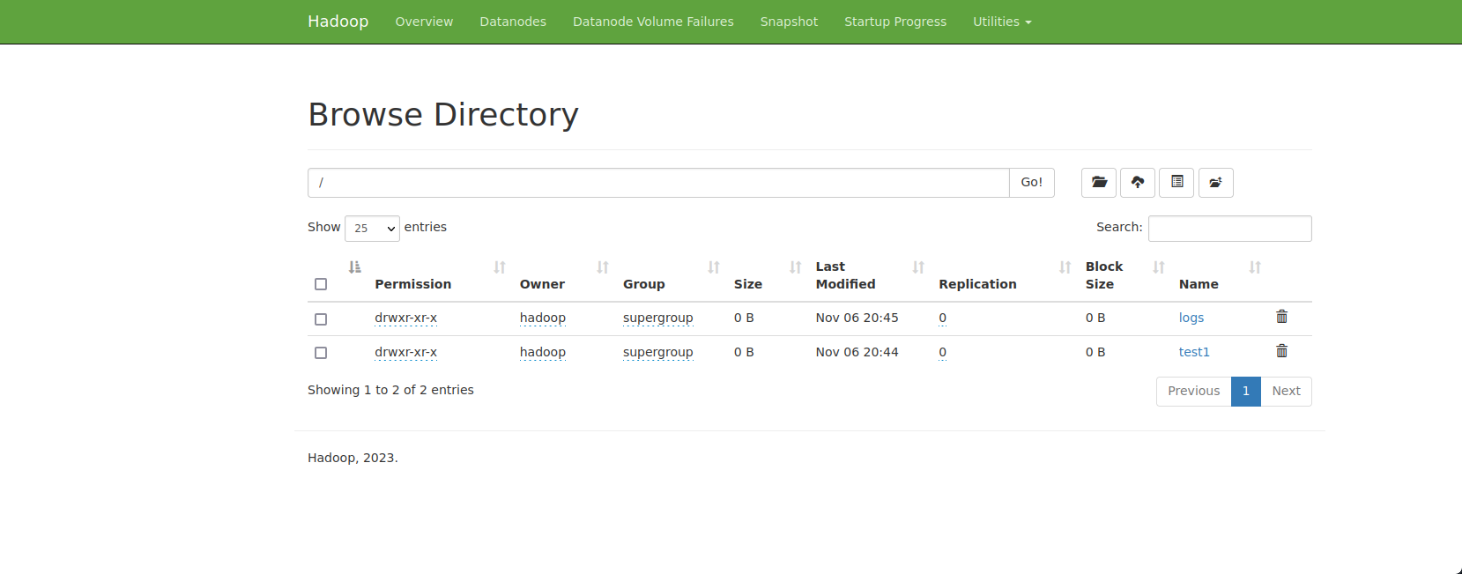 Hadoop Overview Datanodes Datanode Volume Failures Snapshot Startup Progress Utilities
Browse Directory
/ Go!
Show 25 entries Search:
Permission Owner Group Size Last Modified Replication Block Size Name
drwxr-xr-x hadoop supergroup 0 B Nov 06 20:45 0 0 B logs
drwxr-xr-x hadoop supergroup 0 B Nov 06 20:44 0 0 B test1
Showing 1 to 2 of 2 entries Previous 1 Next
Hadoop, 2023.